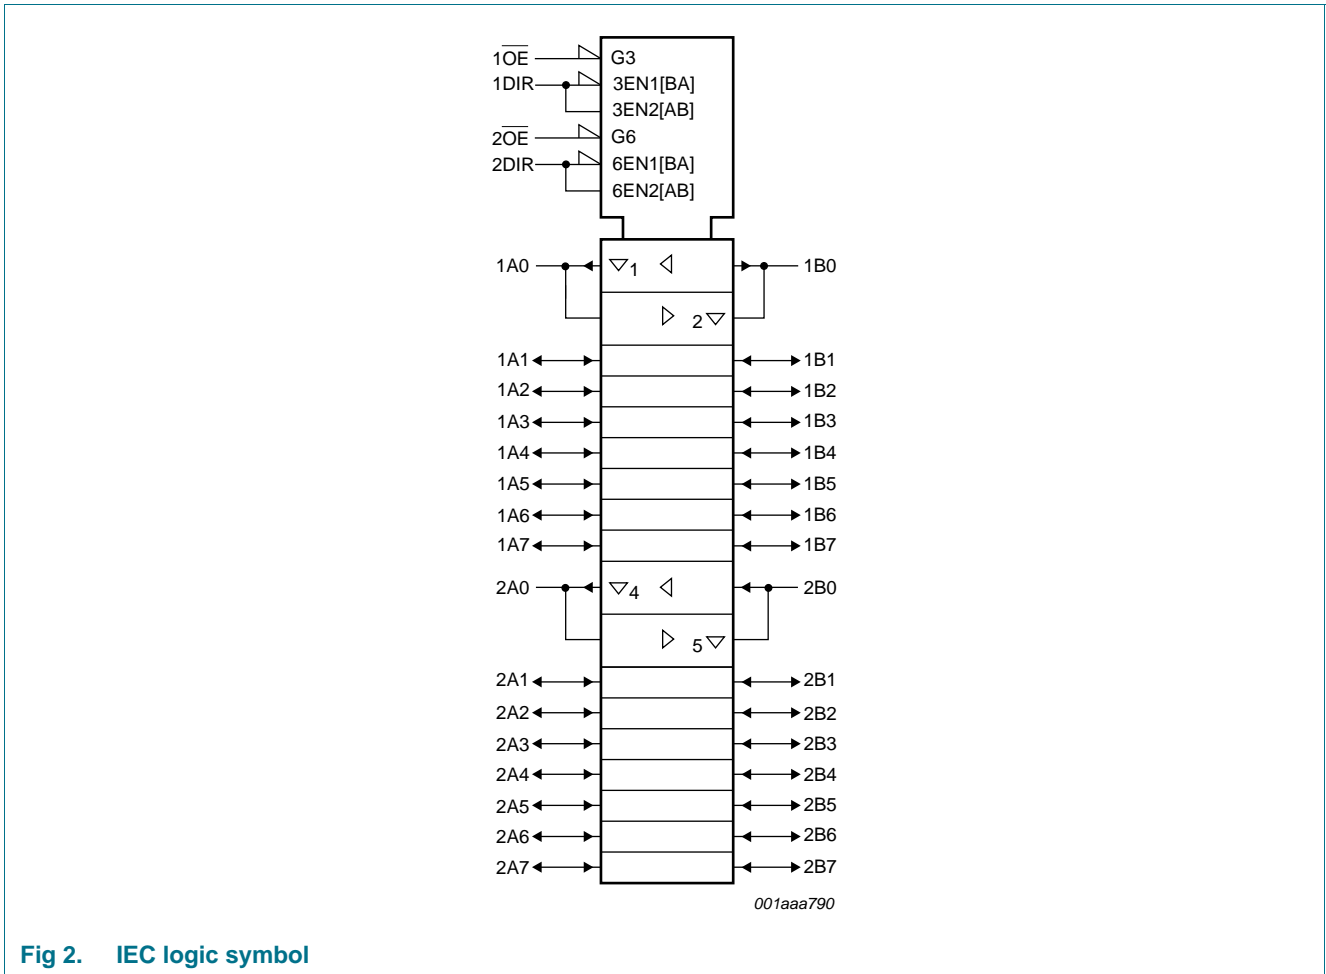 1OE G3
1DIR 3EN1[BA]
3EN2[AB]
2OE G6
2DIR 6EN1[BA]
6EN2[AB]
1A0 1 1B0
2
1A1 1B1
1A2 1B2
1A3 1B3
1A4 1B4
1A5 1B5
1A6 1B6
1A7 1B7
2A0 4 2B0
5
2A1 2B1
2A2 2B2
2A3 2B3
2A4 2B4
2A5 2B5
2A6 2B6
2A7 2B7
001aaa790
Fig 2. IEC logic symbol